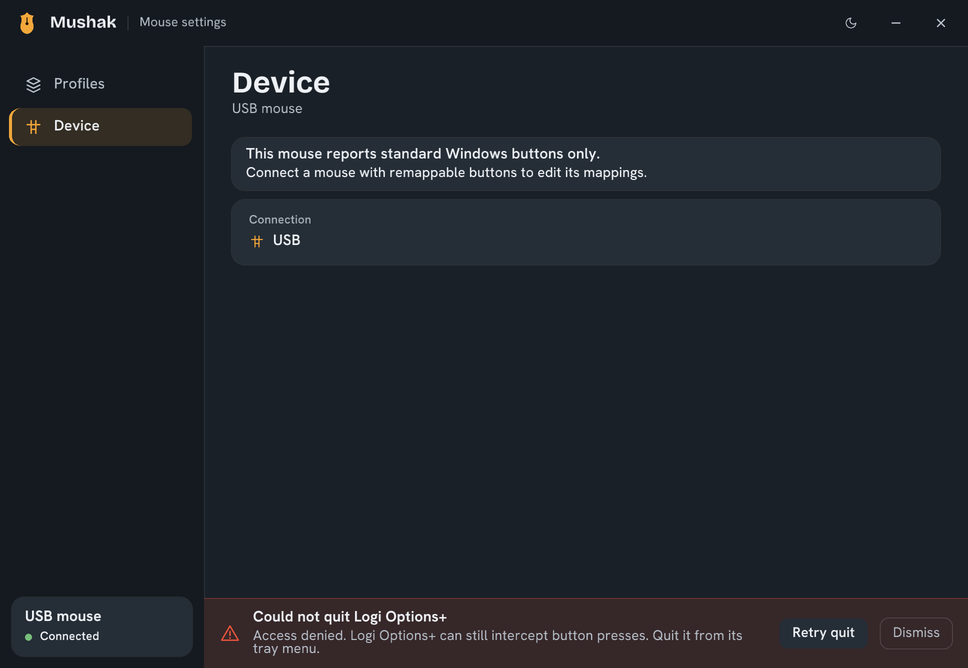 Mushak
Mouse settings
Profiles
Device
Device
USB mouse
This mouse reports standard Windows buttons only.
Connect a mouse with remappable buttons to edit its mappings.
Connection
USB
USB mouse
Connected
Could not quit Logi Options+
Access denied. Logi Options+ can still intercept button presses. Quit it from its
tray menu.
Retry quit
Dismiss